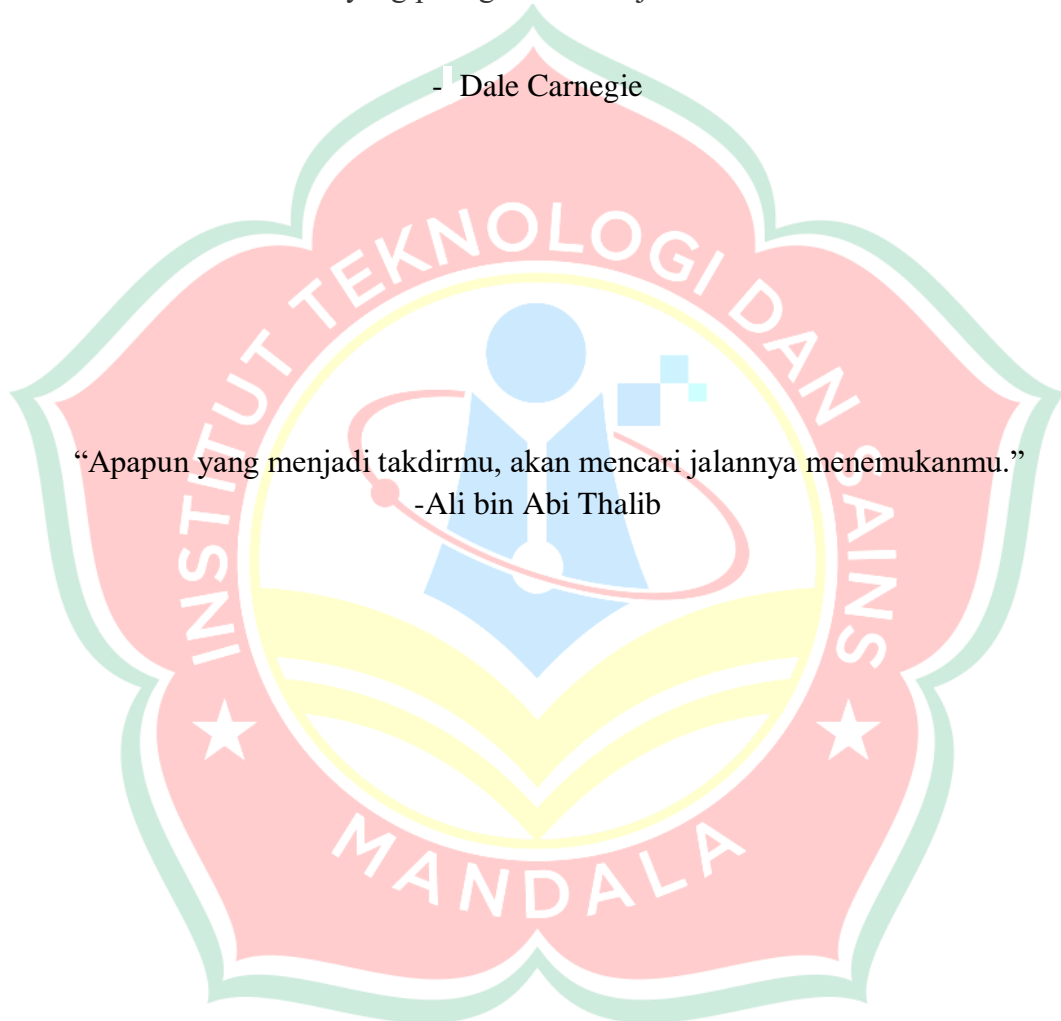 - Dale Carnegie
INSTITUT TEKNOLOGI DAN SAINS
“Apapun yang menjadi takdirmu, akan mencari jalannya menemukanmu.”
-Ali bin Abi Thalib
MANDALA